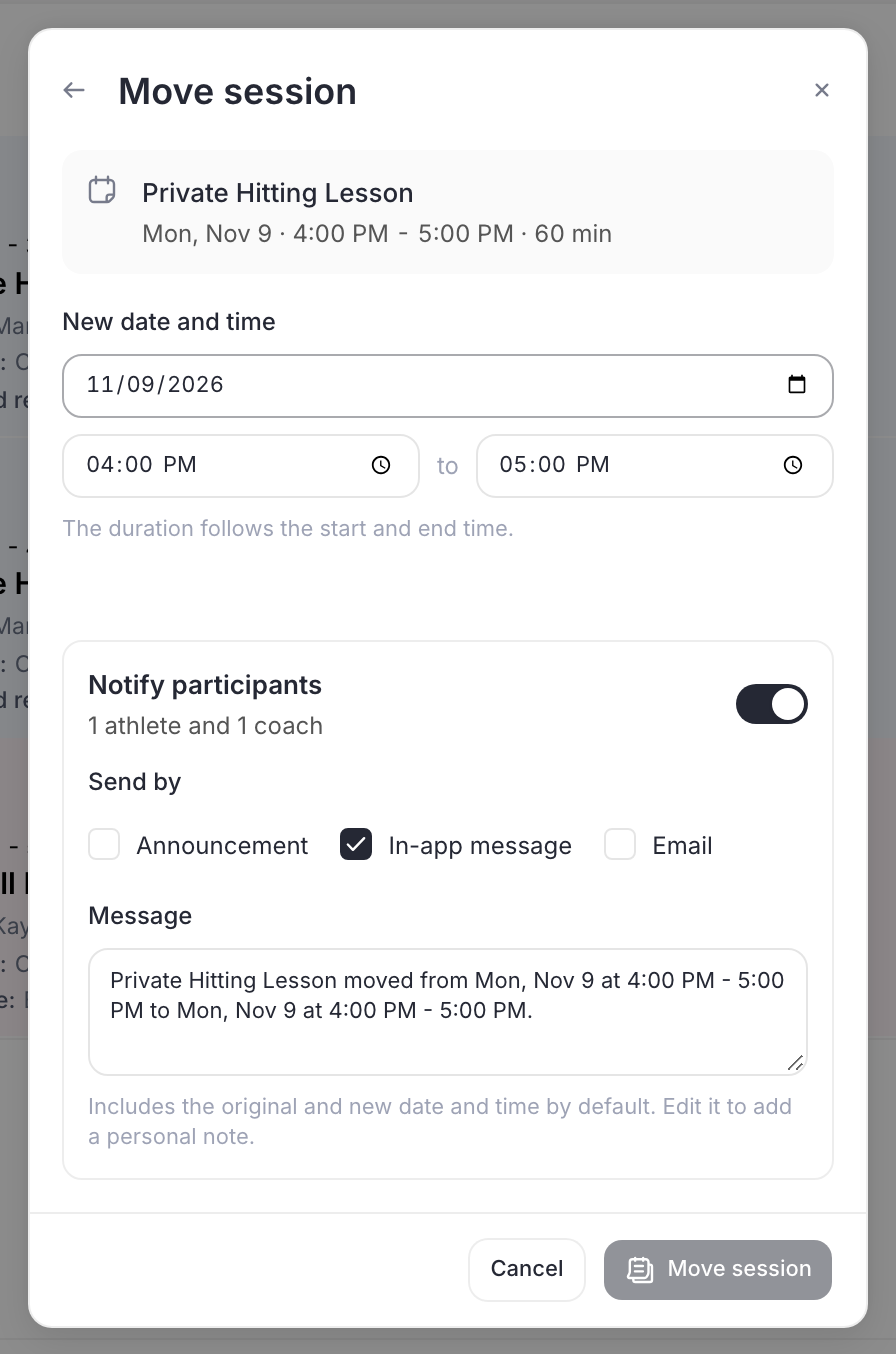 Move session
Private Hitting Lesson
Mon, Nov 9 · 4:00 PM - 5:00 PM · 60 min
New date and time
11/09/2026
04:00 PM to 05:00 PM
The duration follows the start and end time.
Notify participants
1 athlete and 1 coach
Send by
Announcement In-app message Email
Message
Private Hitting Lesson moved from Mon, Nov 9 at 4:00 PM - 5:00
PM to Mon, Nov 9 at 4:00 PM - 5:00 PM.
Includes the original and new date and time by default. Edit it to add
a personal note.
Cancel Move session